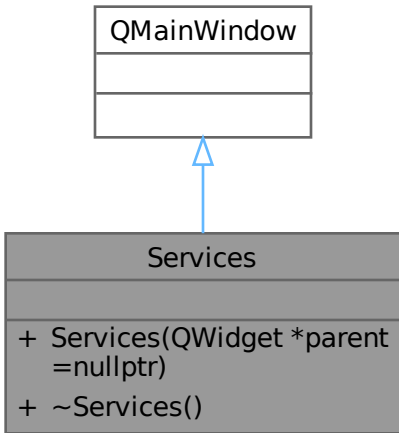 QMainWindow
Services
+ Services(QWidget *parent
=nullptr)
+ ~Services()